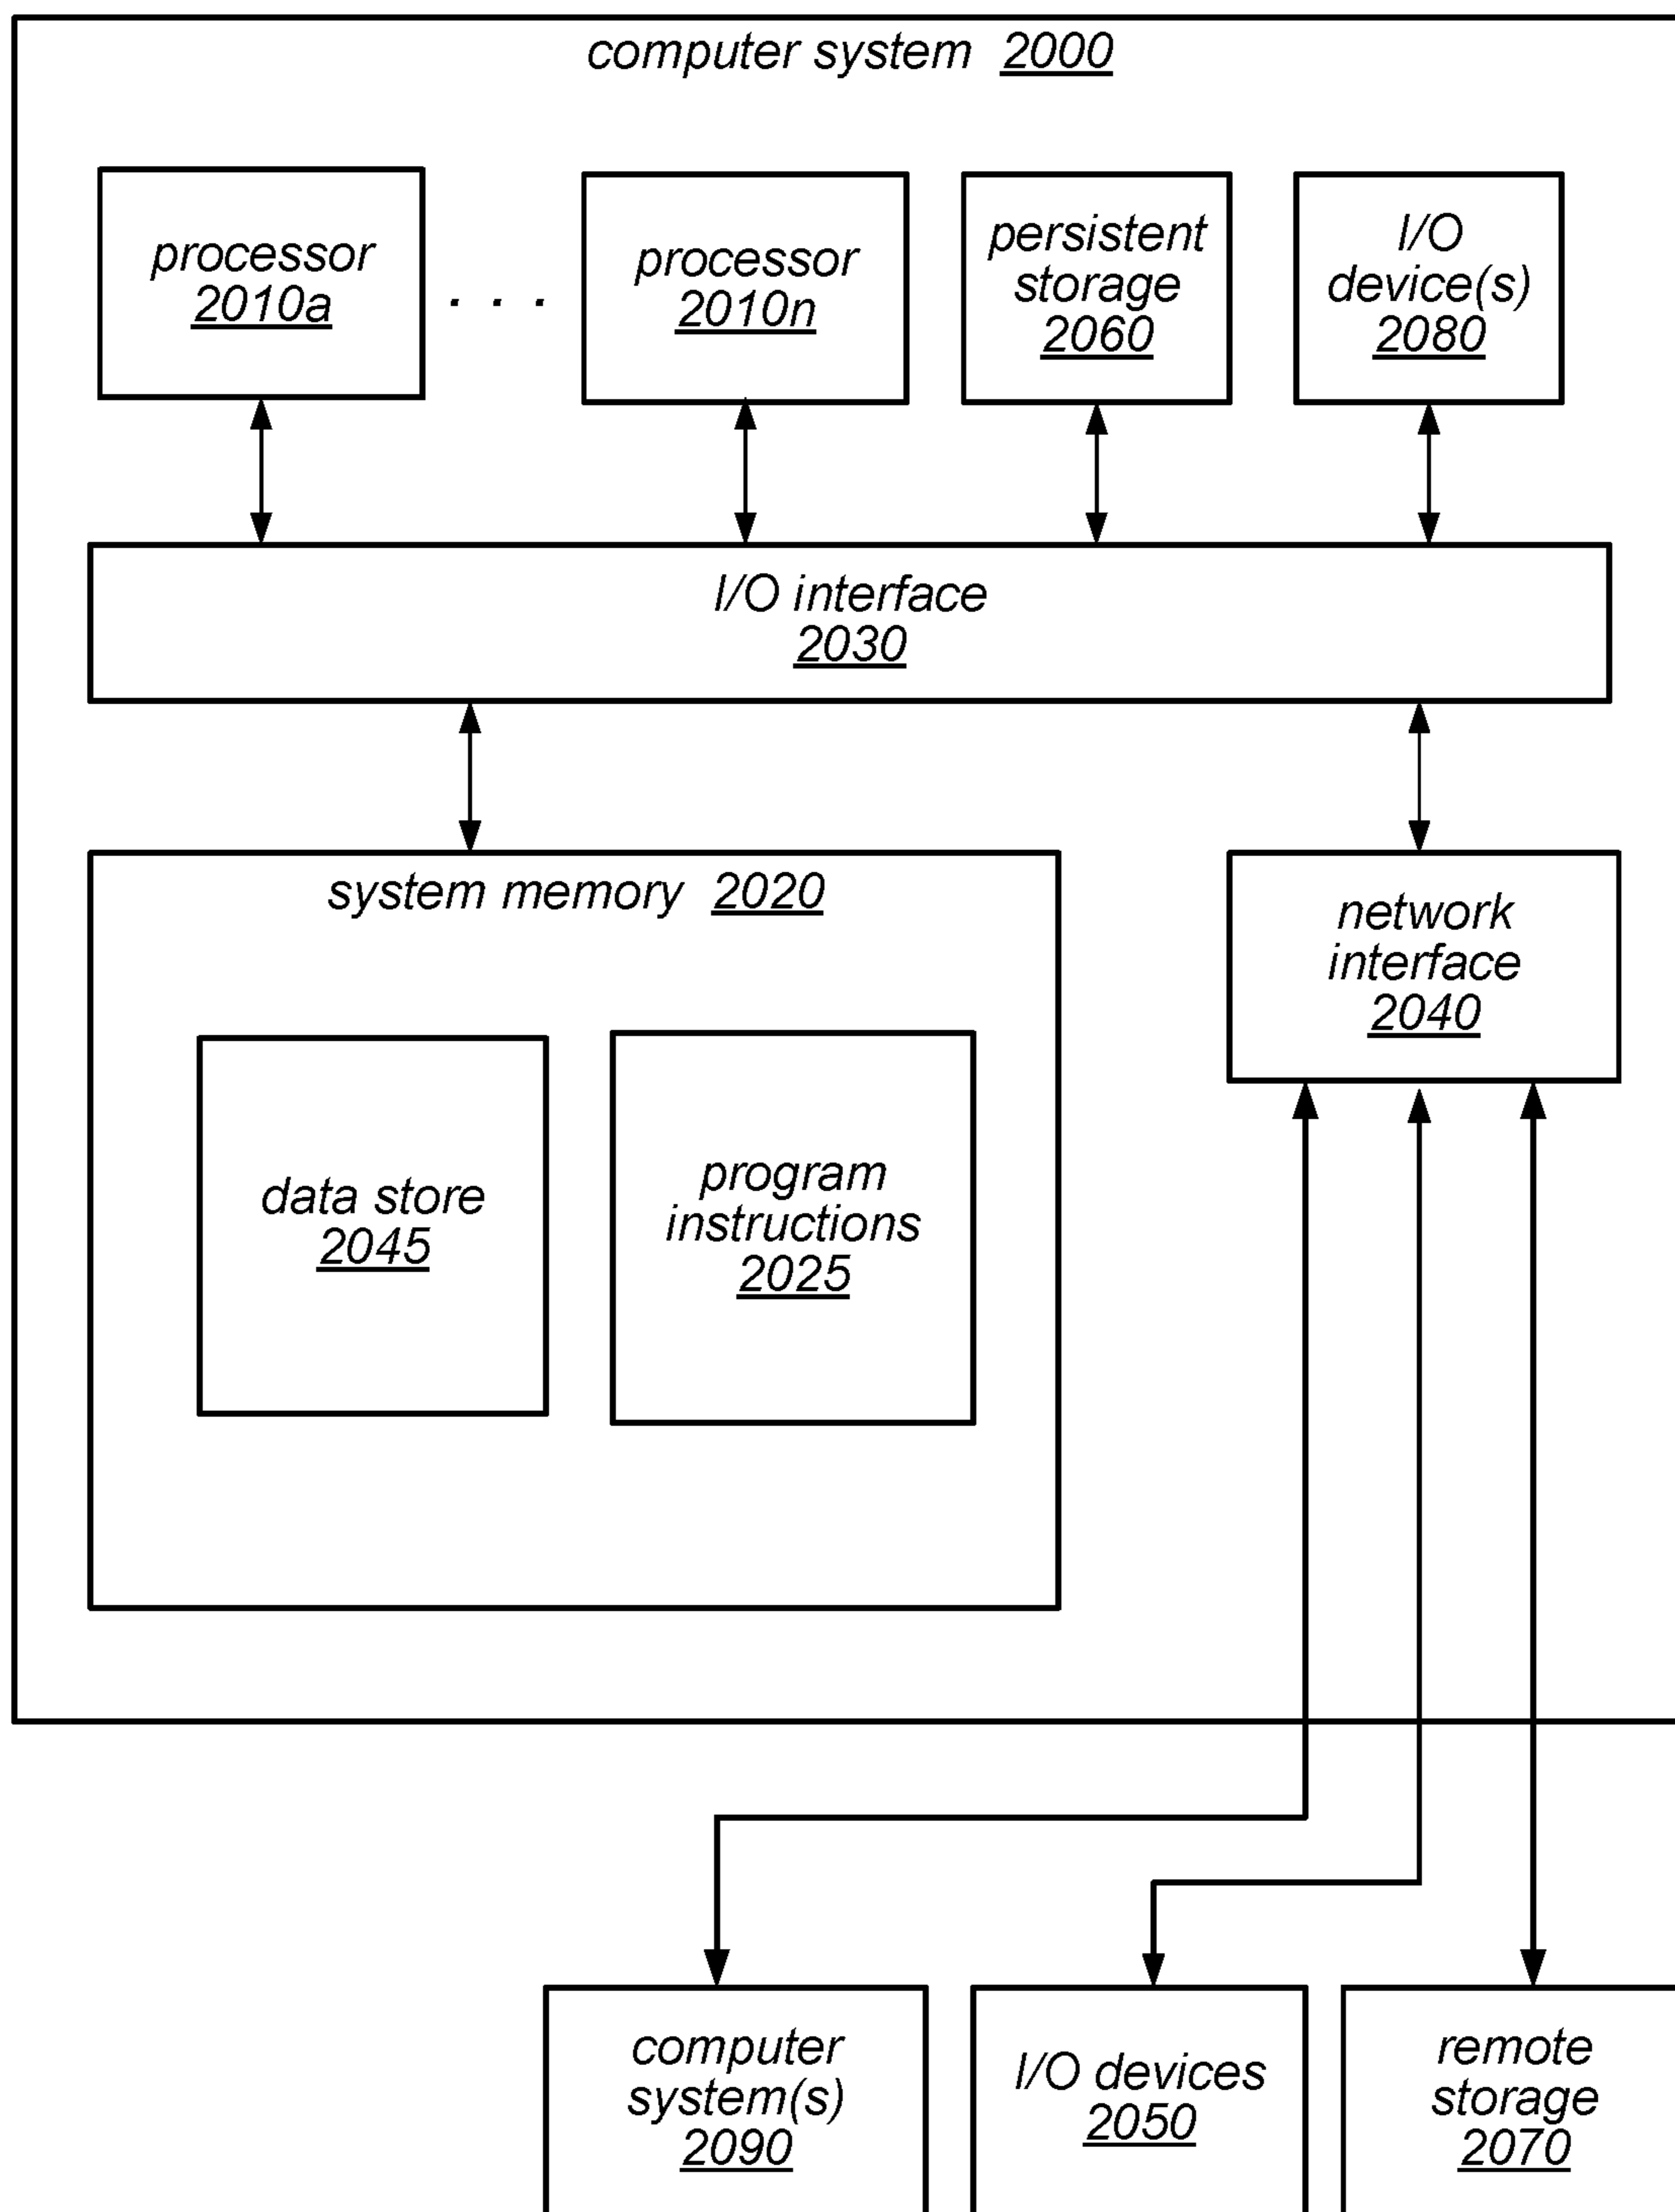 computer system 2000
processor
2010a
. . .
processor
2010n
persistent
storage
2060
I/O
device(s)
2080
I/O interface
2030
system memory 2020
network
interface
2040
data store
2045
program
instructions
2025
computer
system(s)
2090
I/O devices
2050
remote
storage
2070